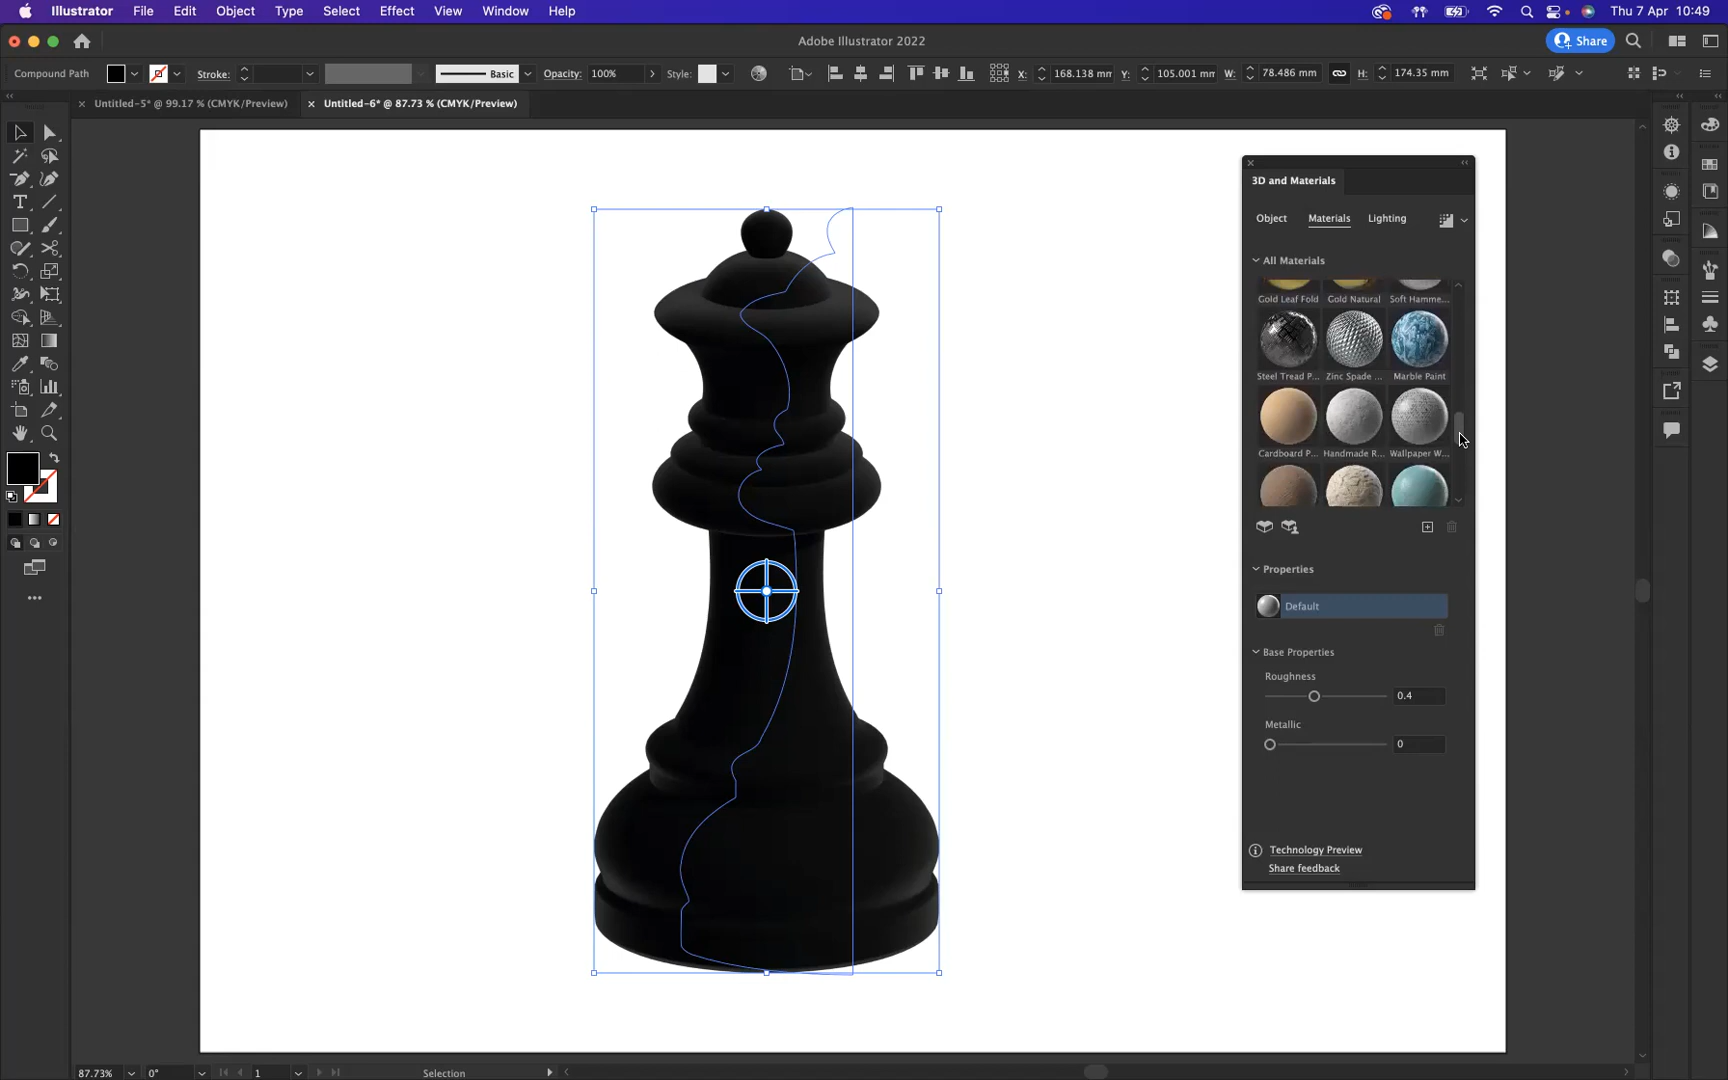 Illustrator File Edit Object Type Select Effect View Window Help Thu 7 Apr 10:49
Adobe Illustrator 2022 Share
Compound Path Stroke: Basic Opacity: 100% Style: X: 168.138 mm Y: 105.001 mm W: 78.486 mm H: 174.35 mm
Untitled-5* @ 99.17 % (CMYK/Preview) Untitled-6* @ 87.73 % (CMYK/Preview)
3D and Materials
Object Materials Lighting
All Materials
Gold Leaf Fold Gold Natural Soft Hamme...
Steel Tread P... Zinc Spade ... Marble Paint
Cardboard P... Handmade R... Wallpaper W...
Properties
Default
Base Properties
Roughness
0.4
Metallic
0
Technology Preview
Share feedback
87.73% 0° 1 Selection